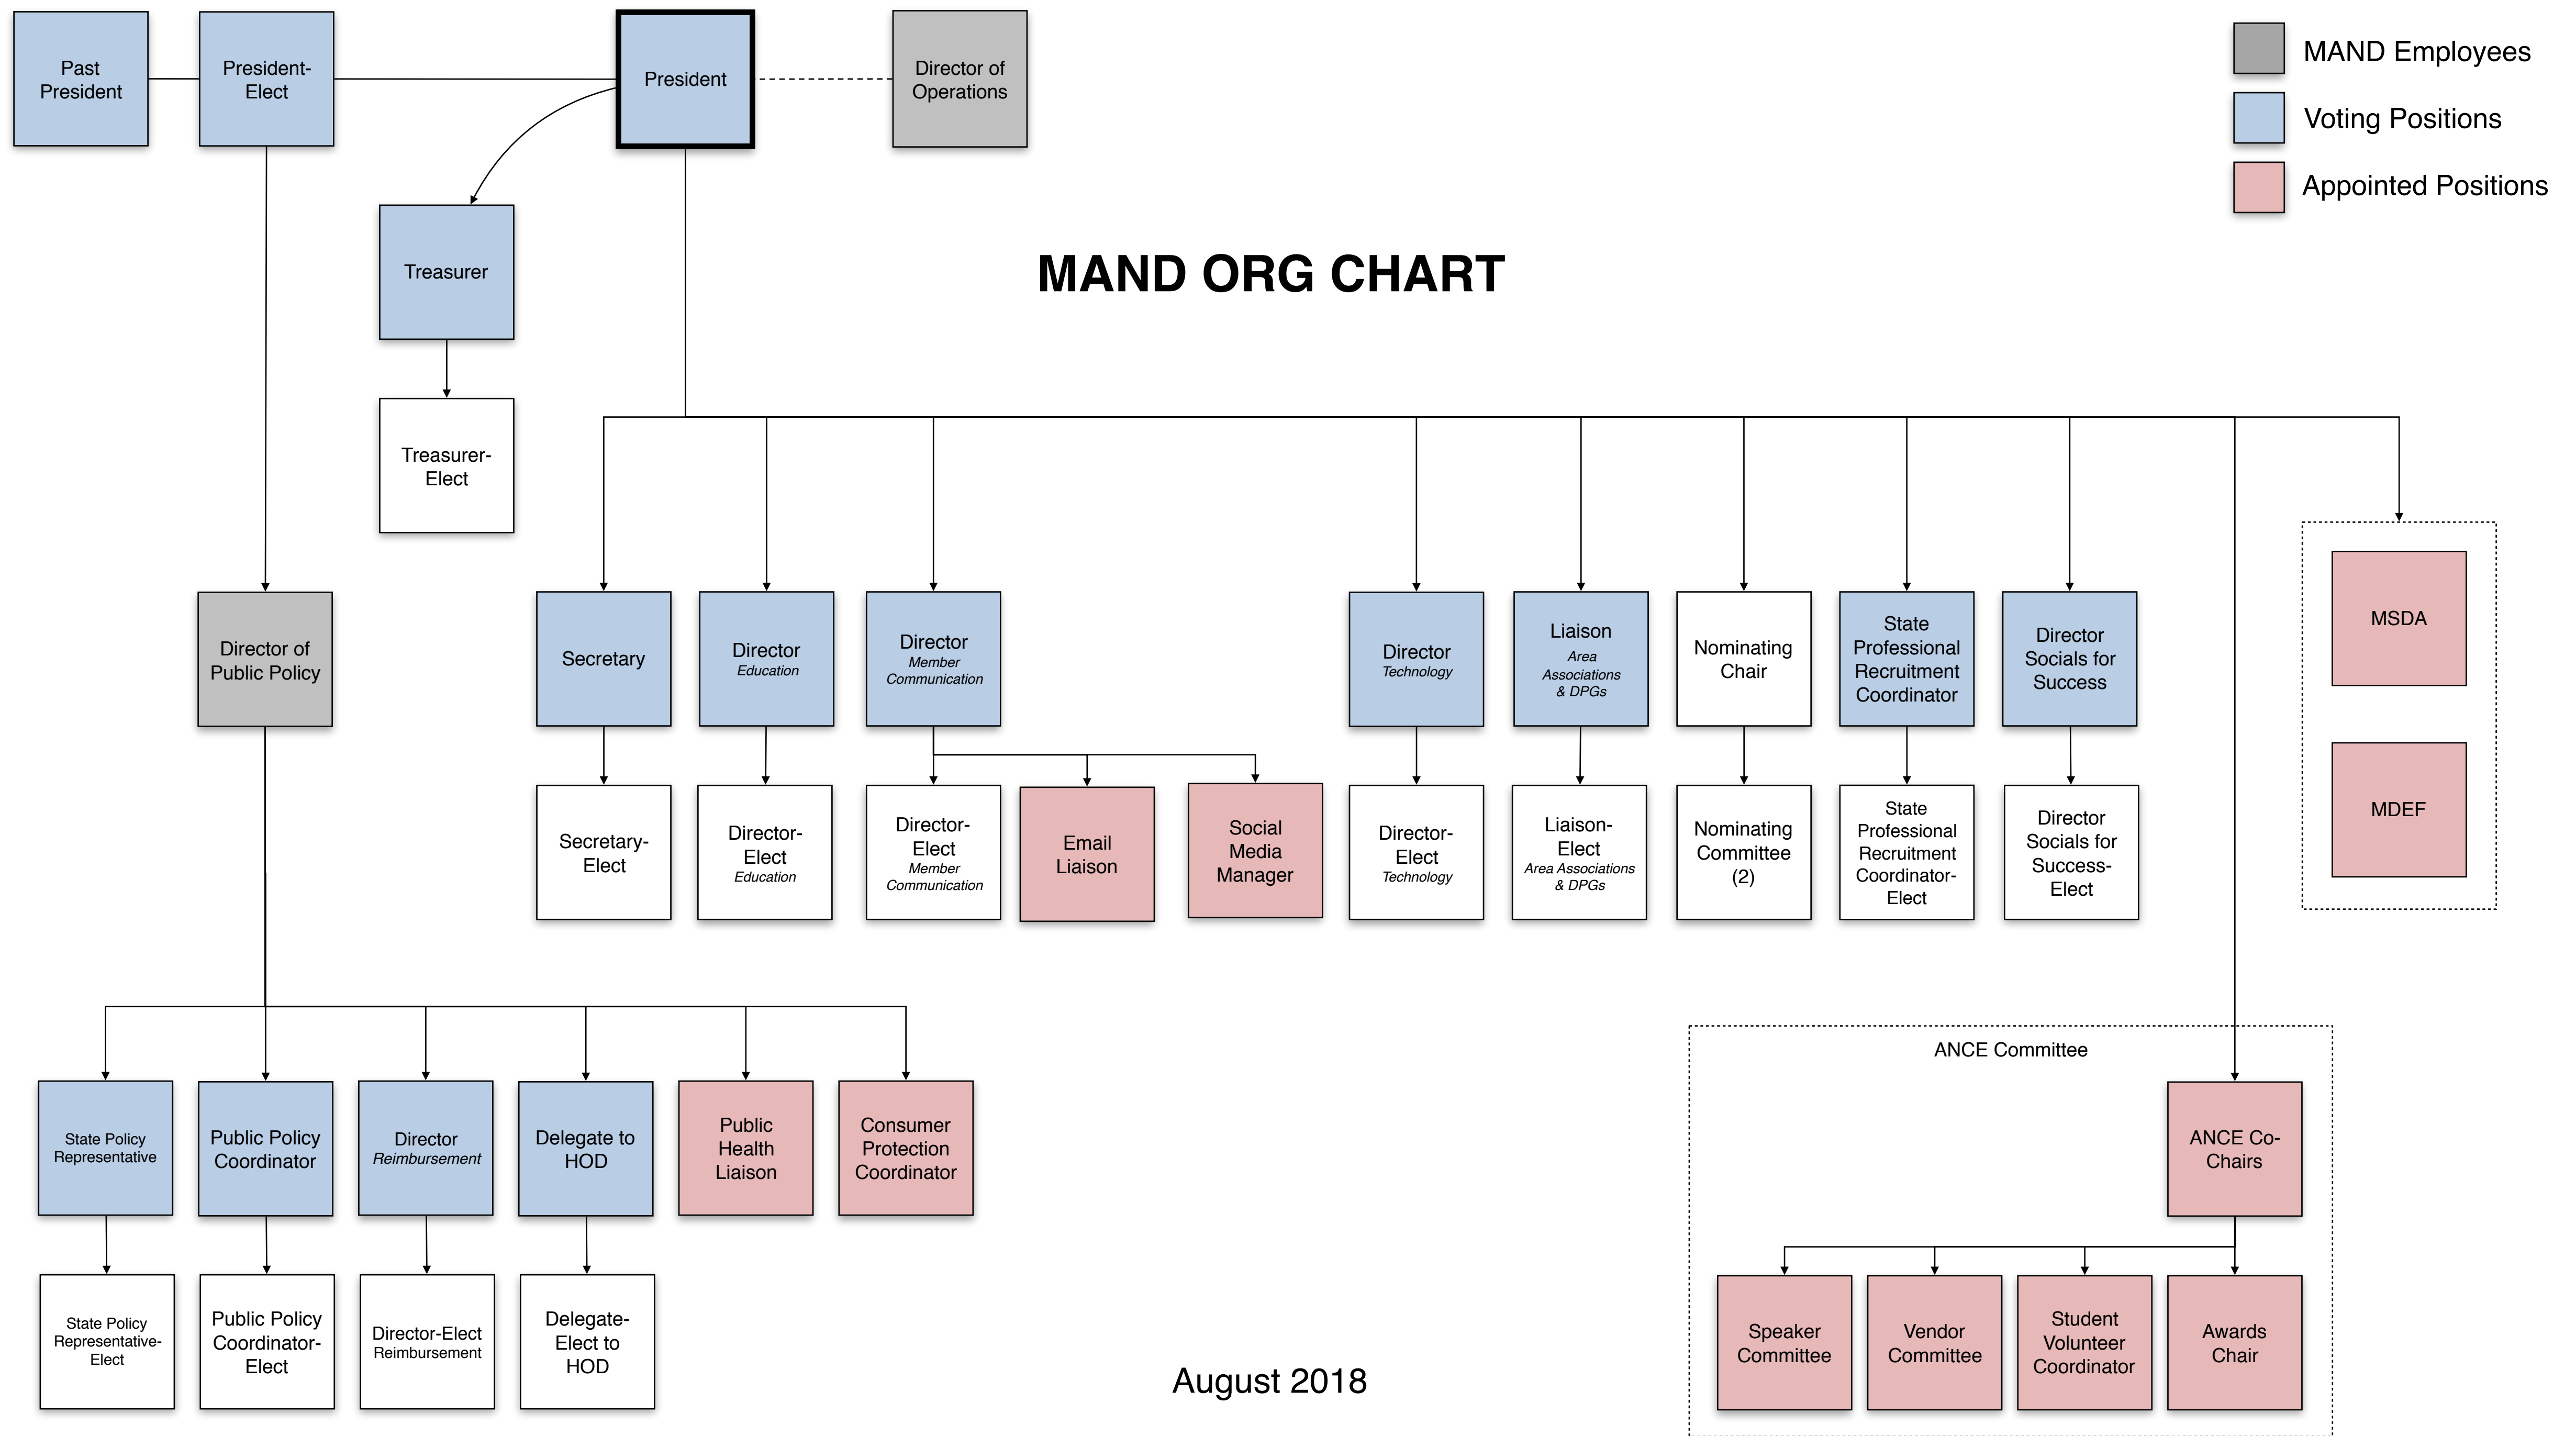 Past
President
President-
Elect
President
Director of
Operations
MAND Employees
Voting Positions
Appointed Positions
Treasurer
MAND ORG CHART
Treasurer-
Elect
Director of
Public Policy
Secretary
Director
Education
Director
Member
Communication
Director
Technology
Liaison
Area
Associations
& DPGs
Nominating
Chair
State
Professional
Recruitment
Coordinator
Director
Socials for
Success
MSDA
MDEF
Secretary-
Elect
Director-
Elect
Education
Director-
Elect
Member
Communication
Email
Liaison
Social
Media
Manager
Director-
Elect
Technology
Liaison-
Elect
Area Associations
& DPGs
Nominating
Committee
(2)
State
Professional
Recruitment
Coordinator-
Elect
Director
Socials for
Success-
Elect
ANCE Committee
State Policy
Representative
Public Policy
Coordinator
Director
Reimbursement
Delegate to
HOD
Public
Health
Liaison
Consumer
Protection
Coordinator
ANCE Co-
Chairs
State Policy
Representative-
Elect
Public Policy
Coordinator-
Elect
Director-Elect
Reimbursement
Delegate-
Elect to
HOD
Speaker
Committee
Vendor
Committee
Student
Volunteer
Coordinator
Awards
Chair
August 2018